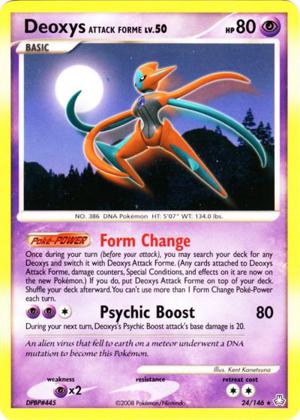 Deoxys ATTACK FORME LV.50 HP 80
BASIC
NO. 386 DNA Pokémon HT: 5'07" WT: 134.0 lbs.
Poké-POWER Form Change
Once during your turn (before your attack), you may search your deck for any
Deoxys and switch it with Deoxys Attack Forme. (Any cards attached to Deoxys
Attack Forme, damage counters, Special Conditions, and effects on it are now on
the new Pokémon.) If you do, put Deoxys Attack Forme on top of your deck.
Shuffle your deck afterward. You can't use more than 1 Form Change Poké-Power
each turn.
Psychic Boost 80
During your next turn, Deoxys's Psychic Boost attack's base damage is 20.
An alien virus that fell to earth on a meteor underwent a DNA
mutation to become this Pokémon.
Illus. Kent Kanetsuna
weakness resistance retreat cost
×2
DPBP#445 ©2008 Pokémon/Nintendo 24/146